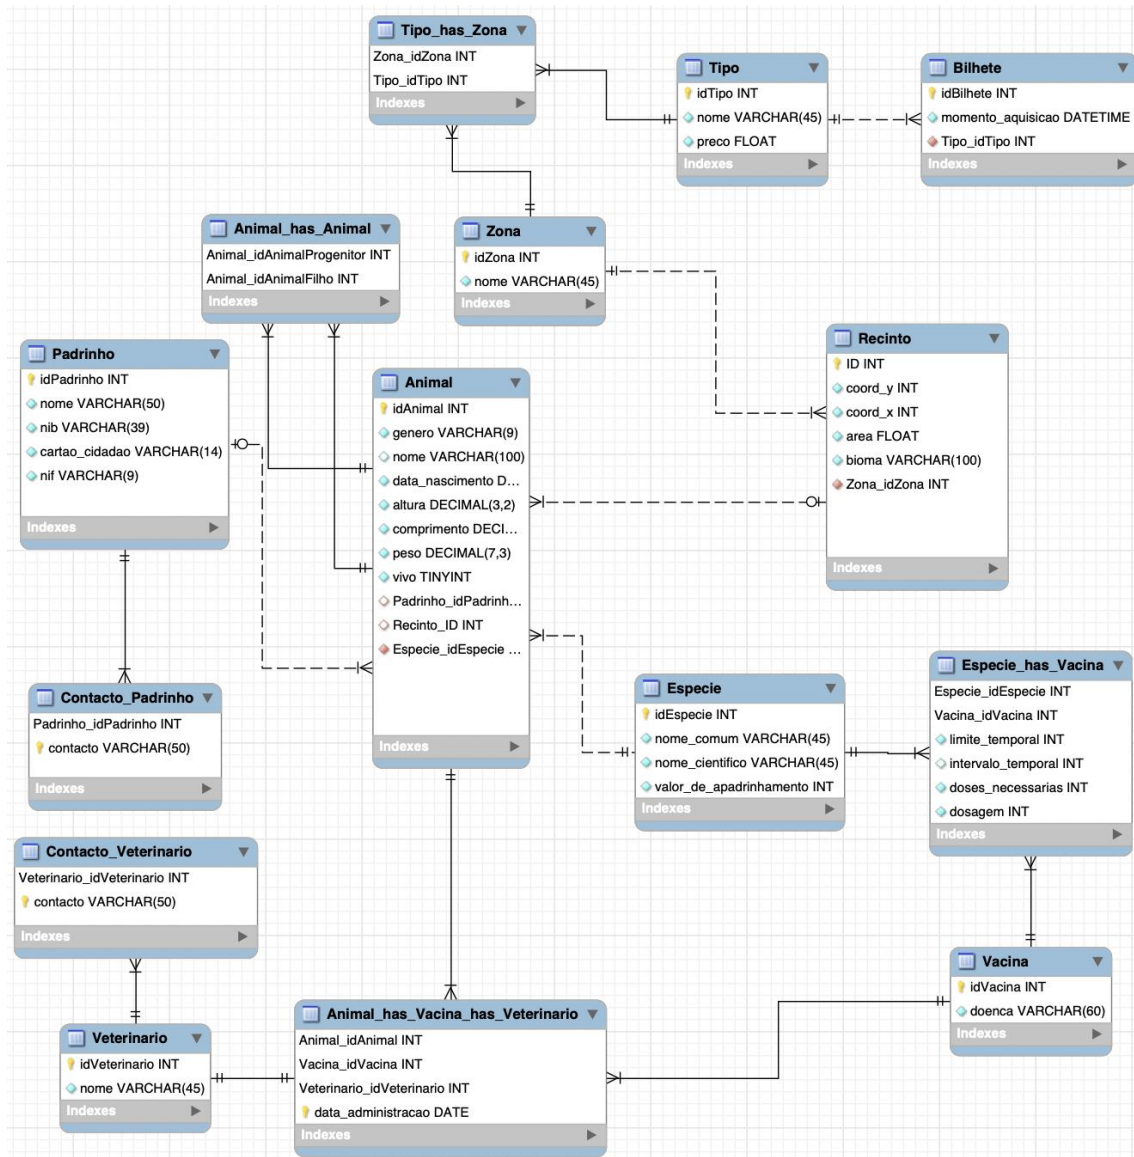 Tipo_has_Zona
Zona_idZona INT
Tipo_idTipo INT
Indexes
Tipo
idTipo INT
nome VARCHAR(45)
preco FLOAT
Indexes
Bilhete
idBilhete INT
momento_aquisicao DATETIME
Tipo_idTipo INT
Indexes
Animal_has_Animal
Animal_idAnimalProgenitor INT
Animal_idAnimalFilho INT
Indexes
Zona
idZona INT
nome VARCHAR(45)
Indexes
Padrinho
idPadrinho INT
nome VARCHAR(50)
nib VARCHAR(39)
cartao_cidadao VARCHAR(14)
nif VARCHAR(9)
Indexes
Animal
idAnimal INT
genero VARCHAR(9)
nome VARCHAR(100)
data_nascimento D...
altura DECIMAL(3,2)
comprimento DECI...
peso DECIMAL(7,3)
vivo TINYINT
Padrinho_idPadrinh...
Recinto_ID INT
Especie_idEspecie ...
Indexes
Recinto
ID INT
coord_y INT
coord_x INT
area FLOAT
bioma VARCHAR(100)
Zona_idZona INT
Indexes
Contacto_Padrinho
Padrinho_idPadrinho INT
contacto VARCHAR(50)
Indexes
Especie
idEspecie INT
nome_comum VARCHAR(45)
nome_cientifico VARCHAR(45)
valor_de_apadrinhamento INT
Indexes
Especie_has_Vacina
Especie_idEspecie INT
Vacina_idVacina INT
limite_temporal INT
intervalo_temporal INT
doses_necessarias INT
dosagem INT
Indexes
Contacto_Veterinario
Veterinario_idVeterinario INT
contacto VARCHAR(50)
Indexes
Veterinario
idVeterinario INT
nome VARCHAR(45)
Indexes
Animal_has_Vacina_has_Veterinario
Animal_idAnimal INT
Vacina_idVacina INT
Veterinario_idVeterinario INT
data_administracao DATE
Indexes
Vacina
idVacina INT
doenca VARCHAR(60)
Indexes